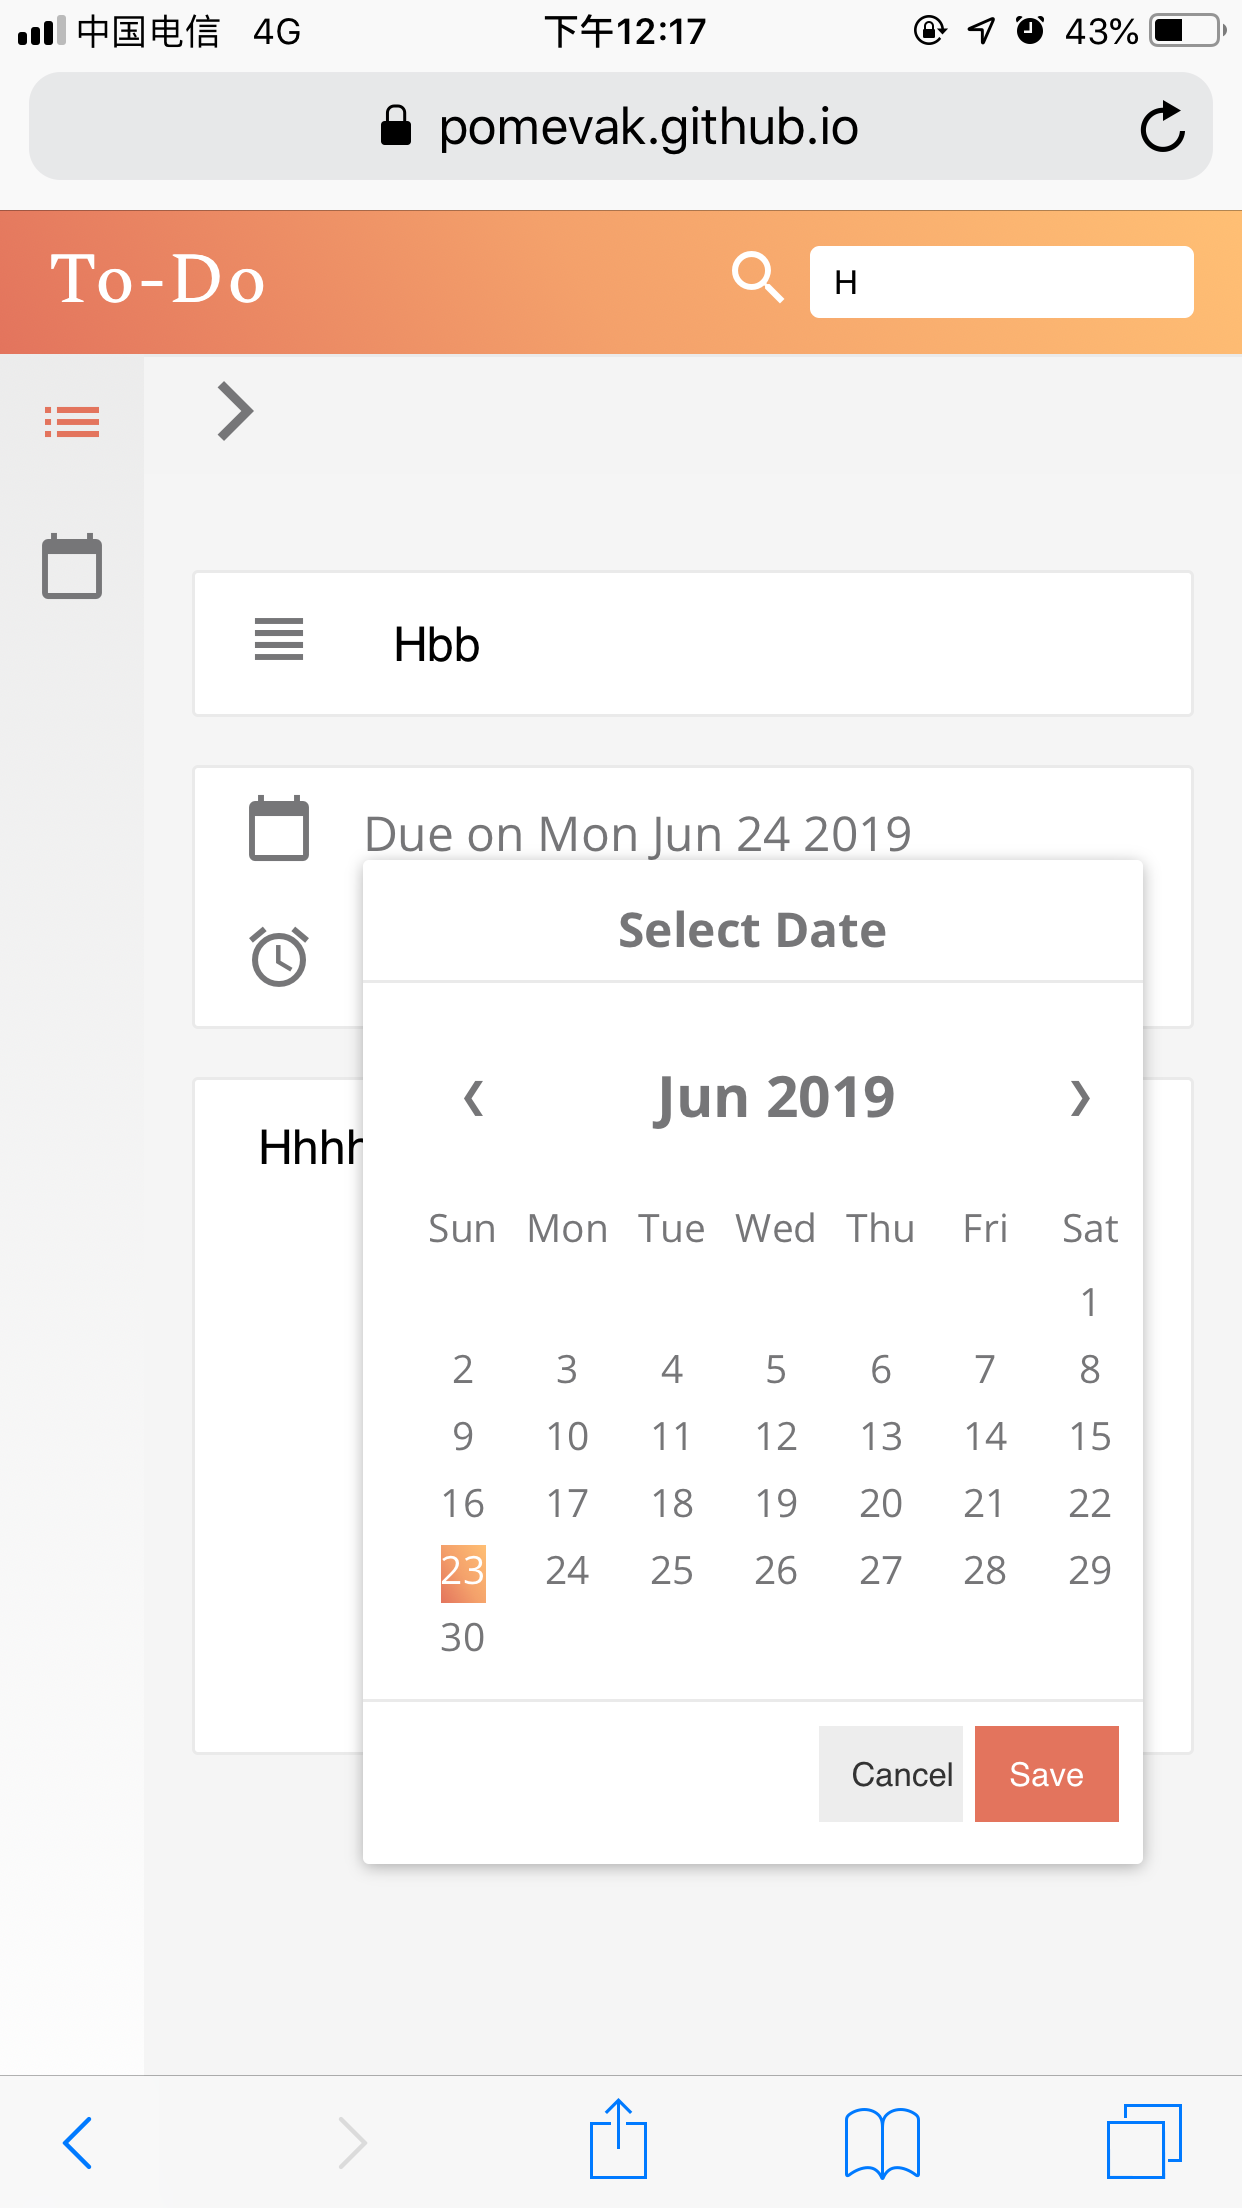 中国电信 4G 下午12:17 43%
pomevak.github.io
To-Do H
Hbb
Due on Mon Jun 24 2019
Select Date
‹ Jun 2019 ›
Hhhh
Sun Mon Tue Wed Thu Fri Sat
1
2 3 4 5 6 7 8
9 10 11 12 13 14 15
16 17 18 19 20 21 22
23 24 25 26 27 28 29
30
Cancel Save